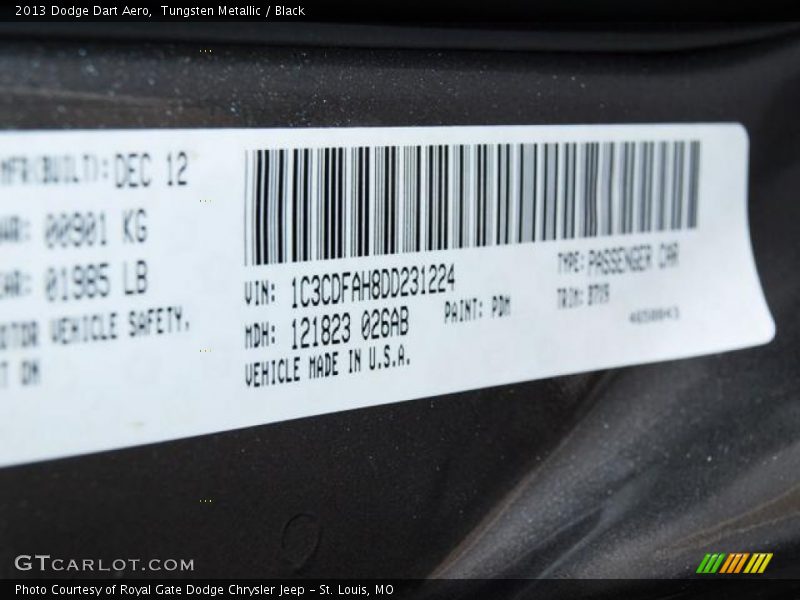 2013 Dodge Dart Aero, Tungsten Metallic / Black
MFR(BUILT): DEC 12
00901 KG
01985 LB
VEHICLE SAFETY.
ON
VIN: 1C3CDFAH8DD231224
MDH: 121823 026AB
VEHICLE MADE IN U.S.A.
PAINT: PDM
TYPE: PASSENGER CAR
TRIM:
GTCARLOT.COM
Photo Courtesy of Royal Gate Dodge Chrysler Jeep - St. Louis, MO